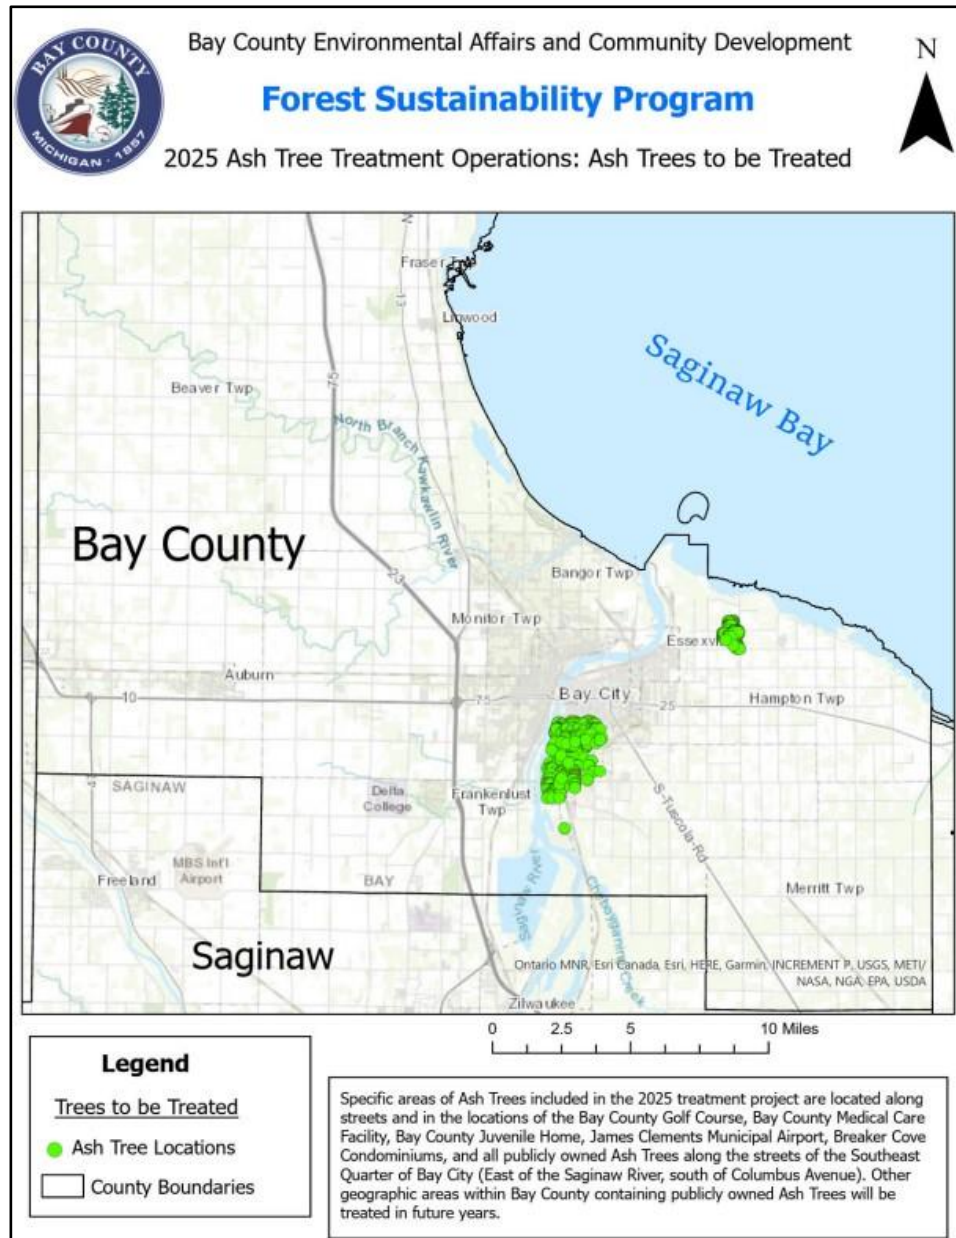 BAY COUNTY
MICHIGAN - 1857
Bay County Environmental Affairs and Community Development
Forest Sustainability Program
2025 Ash Tree Treatment Operations: Ash Trees to be Treated
N
Fraser
Linwood
13
Saginaw Bay
Beaver Twp
75
North Branch Kawkawlin River
Bay County
23
Bangor Twp
Monitor Twp
Auburn
10
75
Bay City
25
Hampton Twp
SAGINAW
Delta
College
Frankenlust
Twp
S-Tuscola-Rd
MBS Int'l
Airport
Freeland
BAY
Saginaw River
Merritt Twp
Saginaw
Ontario MNR, Esri Canada, Esri, HERE, Garmin, INCREMENT P, USGS, METI/
NASA, NGA, EPA, USDA
Zilwaukee
0 2.5 5 10 Miles
Legend
Trees to be Treated
Ash Tree Locations
County Boundaries
Specific areas of Ash Trees included in the 2025 treatment project are located along
streets and in the locations of the Bay County Golf Course, Bay County Medical Care
Facility, Bay County Juvenile Home, James Clements Municipal Airport, Breaker Cove
Condominiums, and all publicly owned Ash Trees along the streets of the Southeast
Quarter of Bay City (East of the Saginaw River, south of Columbus Avenue). Other
geographic areas within Bay County containing publicly owned Ash Trees will be
treated in future years.